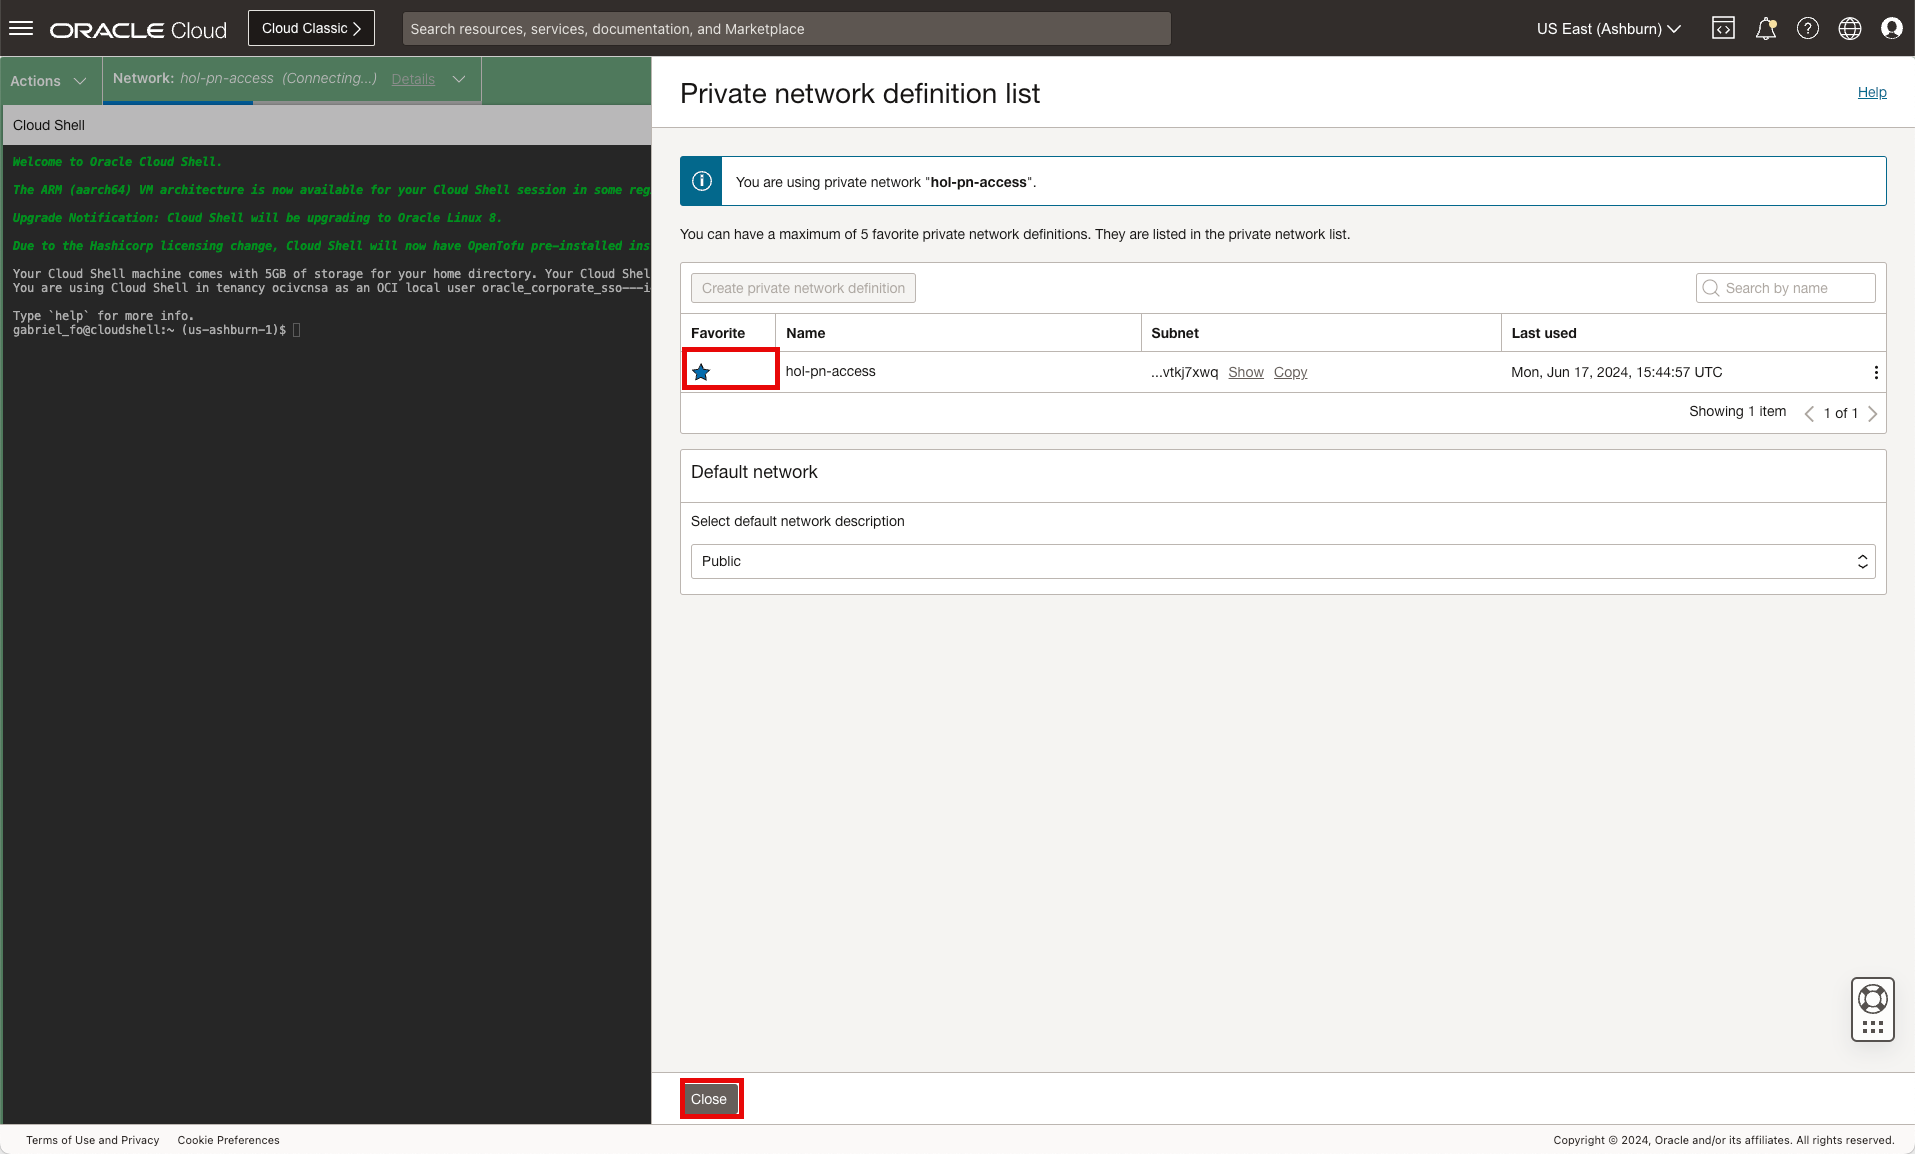 ORACLE Cloud
Cloud Classic
Search resources, services, documentation, and Marketplace
US East (Ashburn)
Actions
Network: hol-pn-access (Connecting...) Details
Cloud Shell
Welcome to Oracle Cloud Shell.
The ARM (aarch64) VM architecture is now available for your Cloud Shell session in some reg
Upgrade Notification: Cloud Shell will be upgrading to Oracle Linux 8.
Due to the Hashicorp licensing change, Cloud Shell will now have OpenTofu pre-installed ins
Your Cloud Shell machine comes with 5GB of storage for your home directory. Your Cloud Shel
You are using Cloud Shell in tenancy ocivcnsa as an OCI local user oracle_corporate_sso---i
Type `help` for more info.
gabriel_fo@cloudshell:~ (us-ashburn-1)$
Private network definition list
Help
You are using private network "hol-pn-access".
You can have a maximum of 5 favorite private network definitions. They are listed in the private network list.
Create private network definition
Search by name
Favorite Name Subnet Last used
hol-pn-access ...vtkj7xwq Show Copy Mon, Jun 17, 2024, 15:44:57 UTC
Showing 1 item 1 of 1
Default network
Select default network description
Public
Close
Terms of Use and Privacy Cookie Preferences
Copyright © 2024, Oracle and/or its affiliates. All rights reserved.